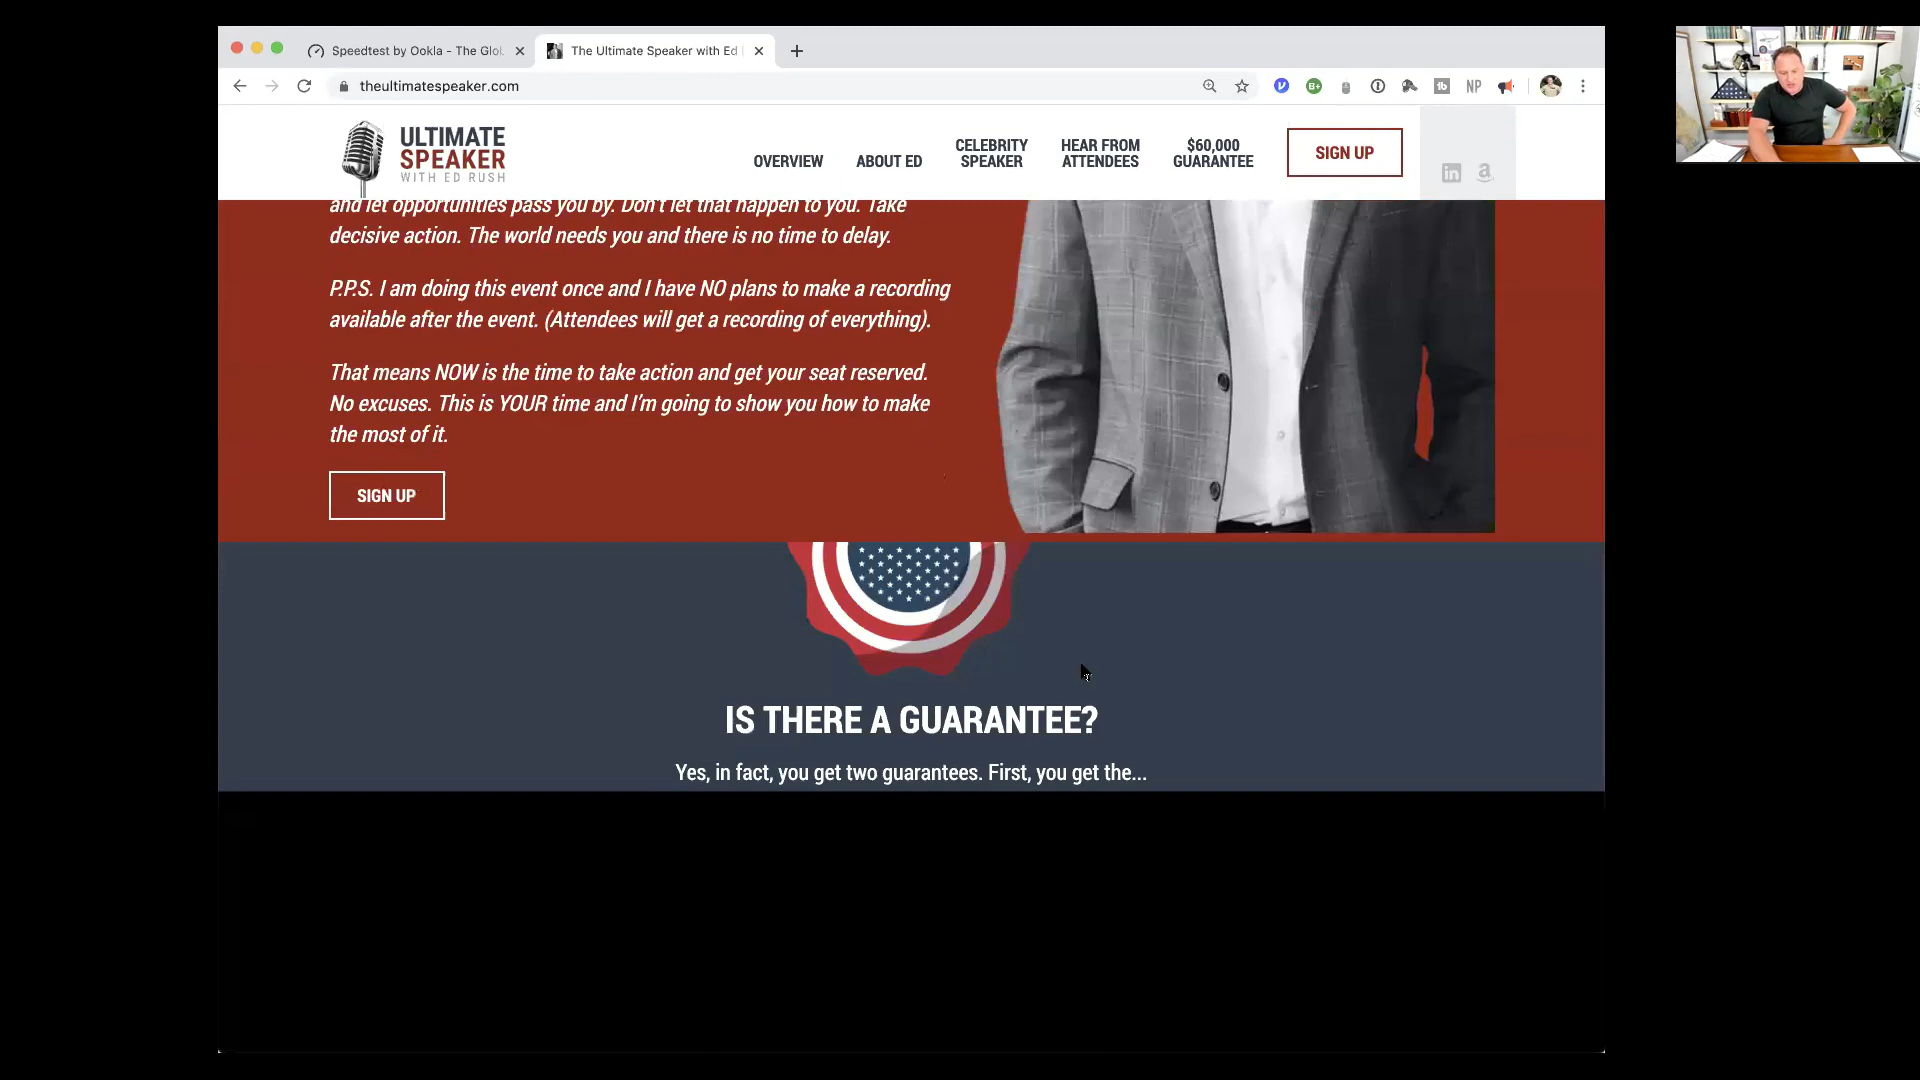 Speedtest by Ookla - The Glo
The Ultimate Speaker with Ed
theultimatespeaker.com
NP
ULTIMATE
SPEAKER
WITH ED RUSH
OVERVIEW
ABOUT ED
CELEBRITY
SPEAKER
HEAR FROM
ATTENDEES
$60,000
GUARANTEE
SIGN UP
and let opportunities pass you by. Don't let that happen to you. Take
decisive action. The world needs you and there is no time to delay.
P.P.S. I am doing this event once and I have NO plans to make a recording
available after the event. (Attendees will get a recording of everything).
That means NOW is the time to take action and get your seat reserved.
No excuses. This is YOUR time and I'm going to show you how to make
the most of it.
SIGN UP
IS THERE A GUARANTEE?
Yes, in fact, you get two guarantees. First, you get the...